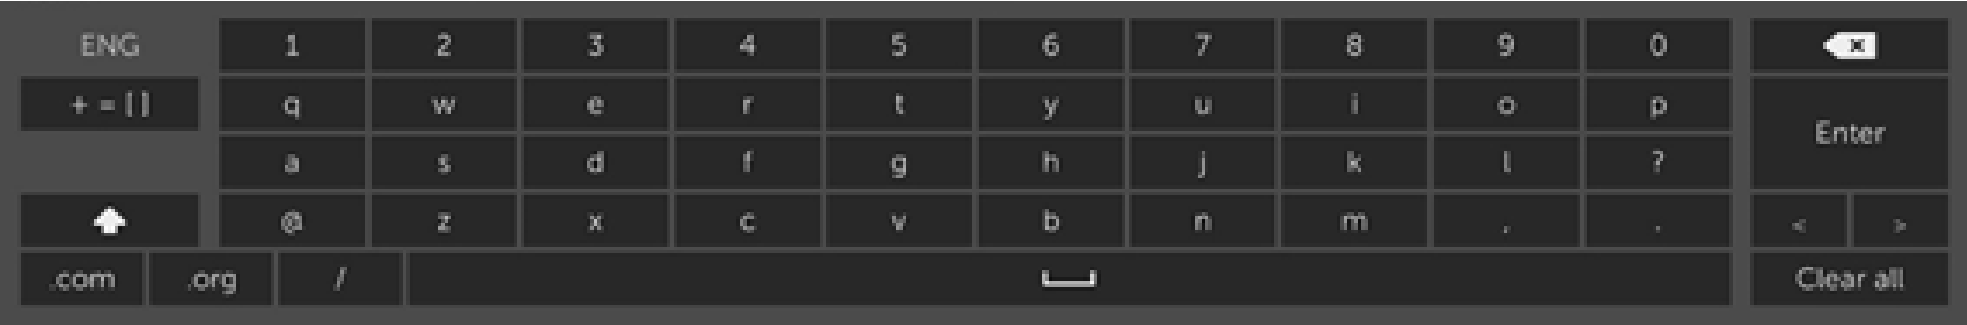 ENG 1 2 3 4 5 6 7 8 9 0
+ = [ ] q w e r t y u i o p
Enter
a s d f g h j k l ?
@ z x c v b n m , . < >
.com .org / Clear all